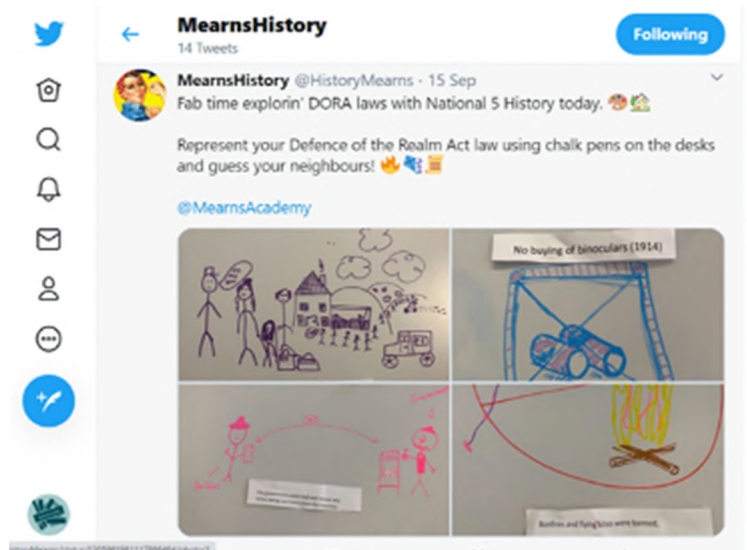 MearnsHistory
14 Tweets
Following
MearnsHistory @HistoryMearns · 15 Sep
Fab time explorin' DORA laws with National 5 History today.
Represent your Defence of the Realm Act law using chalk pens on the desks
and guess your neighbours!
@MearnsAcademy
No buying of binoculars (1914)
Bonfires and flying kites were banned.